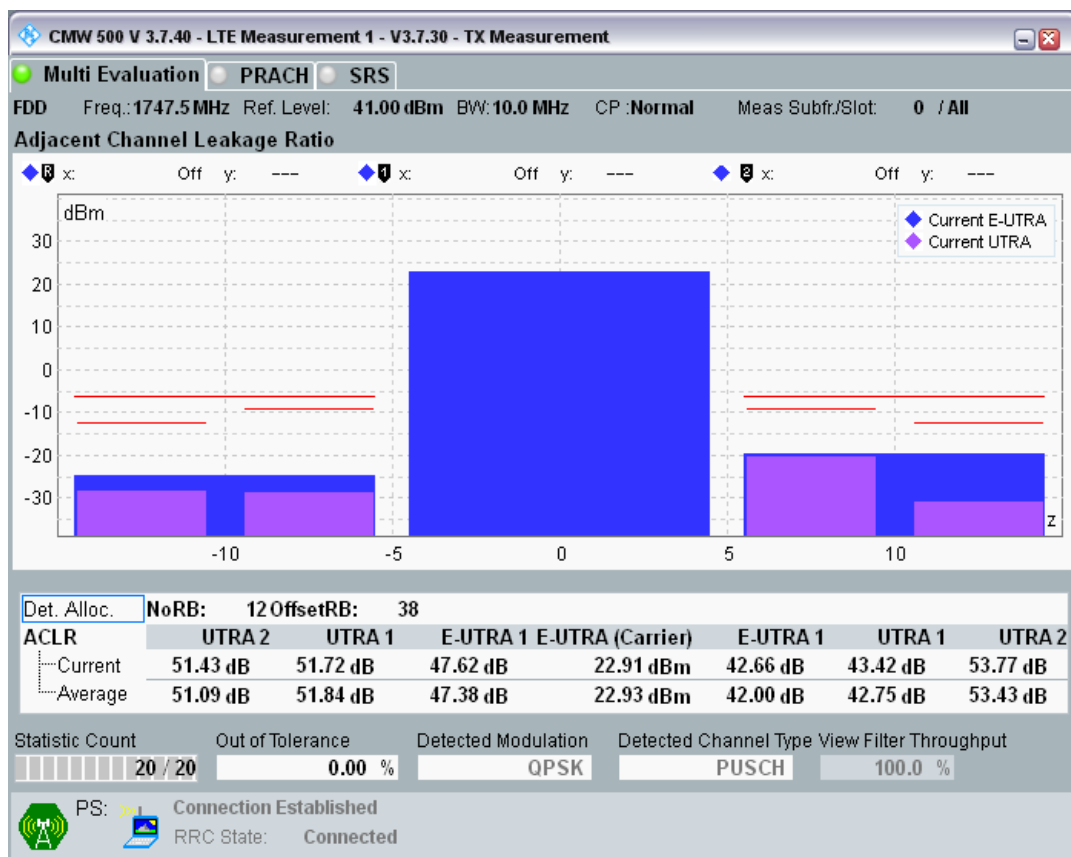 CMW 500 V 3.7.40 - LTE Measurement 1 - V3.7.30 - TX Measurement
Multi Evaluation PRACH SRS
FDD Freq.: 1747.5 MHz Ref. Level: 41.00 dBm BW: 10.0 MHz CP :Normal Meas Subfr./Slot: 0 / All
Adjacent Channel Leakage Ratio
R x: Off y: --- 1 x: Off y: --- 2 x: Off y: ---
dBm
Current E-UTRA
Current UTRA
30
20
10
0
-10
-20
-30
z
-10 -5 0 5 10
Det. Alloc. NoRB: 12 OffsetRB: 38
ACLR UTRA 2 UTRA 1 E-UTRA 1 E-UTRA (Carrier) E-UTRA 1 UTRA 1 UTRA 2
Current 51.43 dB 51.72 dB 47.62 dB 22.91 dBm 42.66 dB 43.42 dB 53.77 dB
Average 51.09 dB 51.84 dB 47.38 dB 22.93 dBm 42.00 dB 42.75 dB 53.43 dB
Statistic Count Out of Tolerance Detected Modulation Detected Channel Type View Filter Throughput
20 / 20 0.00 % QPSK PUSCH 100.0 %
PS: Connection Established
RRC State: Connected